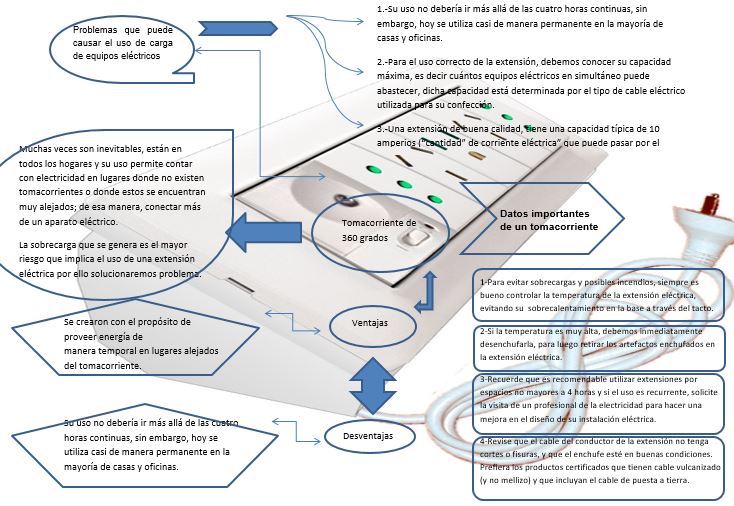 Problemas que puede
causar el uso de carga
de equipos eléctricos
1.-Su uso no debería ir más allá de las cuatro horas continuas, sin
embargo, hoy se utiliza casi de manera permanente en la mayoría de
casas y oficinas.
2.-Para el uso correcto de la extensión, debemos conocer su capacidad
máxima, es decir cuántos equipos eléctricos en simultáneo puede
abastecer, dicha capacidad está determinada por el tipo de cable eléctrico
utilizada para su confección.
3.-Una extensión de buena calidad, tiene una capacidad típica de 10
amperios ("cantidad" de corriente eléctrica" que puede pasar por el
Muchas veces son inevitables, están en
todos los hogares y su uso permite contar
con electricidad en lugares donde no existen
tomacorrientes o donde estos se encuentran
muy alejados; de esa manera, conectar más
de un aparato eléctrico.
La sobrecarga que se genera es el mayor
riesgo que implica el uso de una extensión
eléctrica por ello solucionaremos problema.
Tomacorriente de
360 grados
Datos importantes
de un tomacorriente
1-Para evitar sobrecargas y posibles incendios, siempre es
bueno controlar la temperatura de la extensión eléctrica,
evitando su sobrecalentamiento en la base a través del tacto.
Se crearon con el propósito de
proveer energía de
manera temporal en lugares alejados
del tomacorriente.
Ventajas
2-Si la temperatura es muy alta, debemos inmediatamente
desenchufarla, para luego retirar los artefactos enchufados en
la extensión eléctrica.
3-Recuerde que es recomendable utilizar extensiones por
espacios no mayores a 4 horas y si el uso es recurrente, solicite
la visita de un profesional de la electricidad para hacer una
mejora en el diseño de su instalación eléctrica.
Su uso no debería ir más allá de las cuatro
horas continuas, sin embargo, hoy se
utiliza casi de manera permanente en la
mayoría de casas y oficinas.
Desventajas
4-Revise que el cable del conductor de la extensión no tenga
cortes o fisuras, y que el enchufe esté en buenas condiciones.
Prefiera los productos certificados que tienen cable vulcanizado
(y no mellizo) y que incluyan el cable de puesta a tierra.